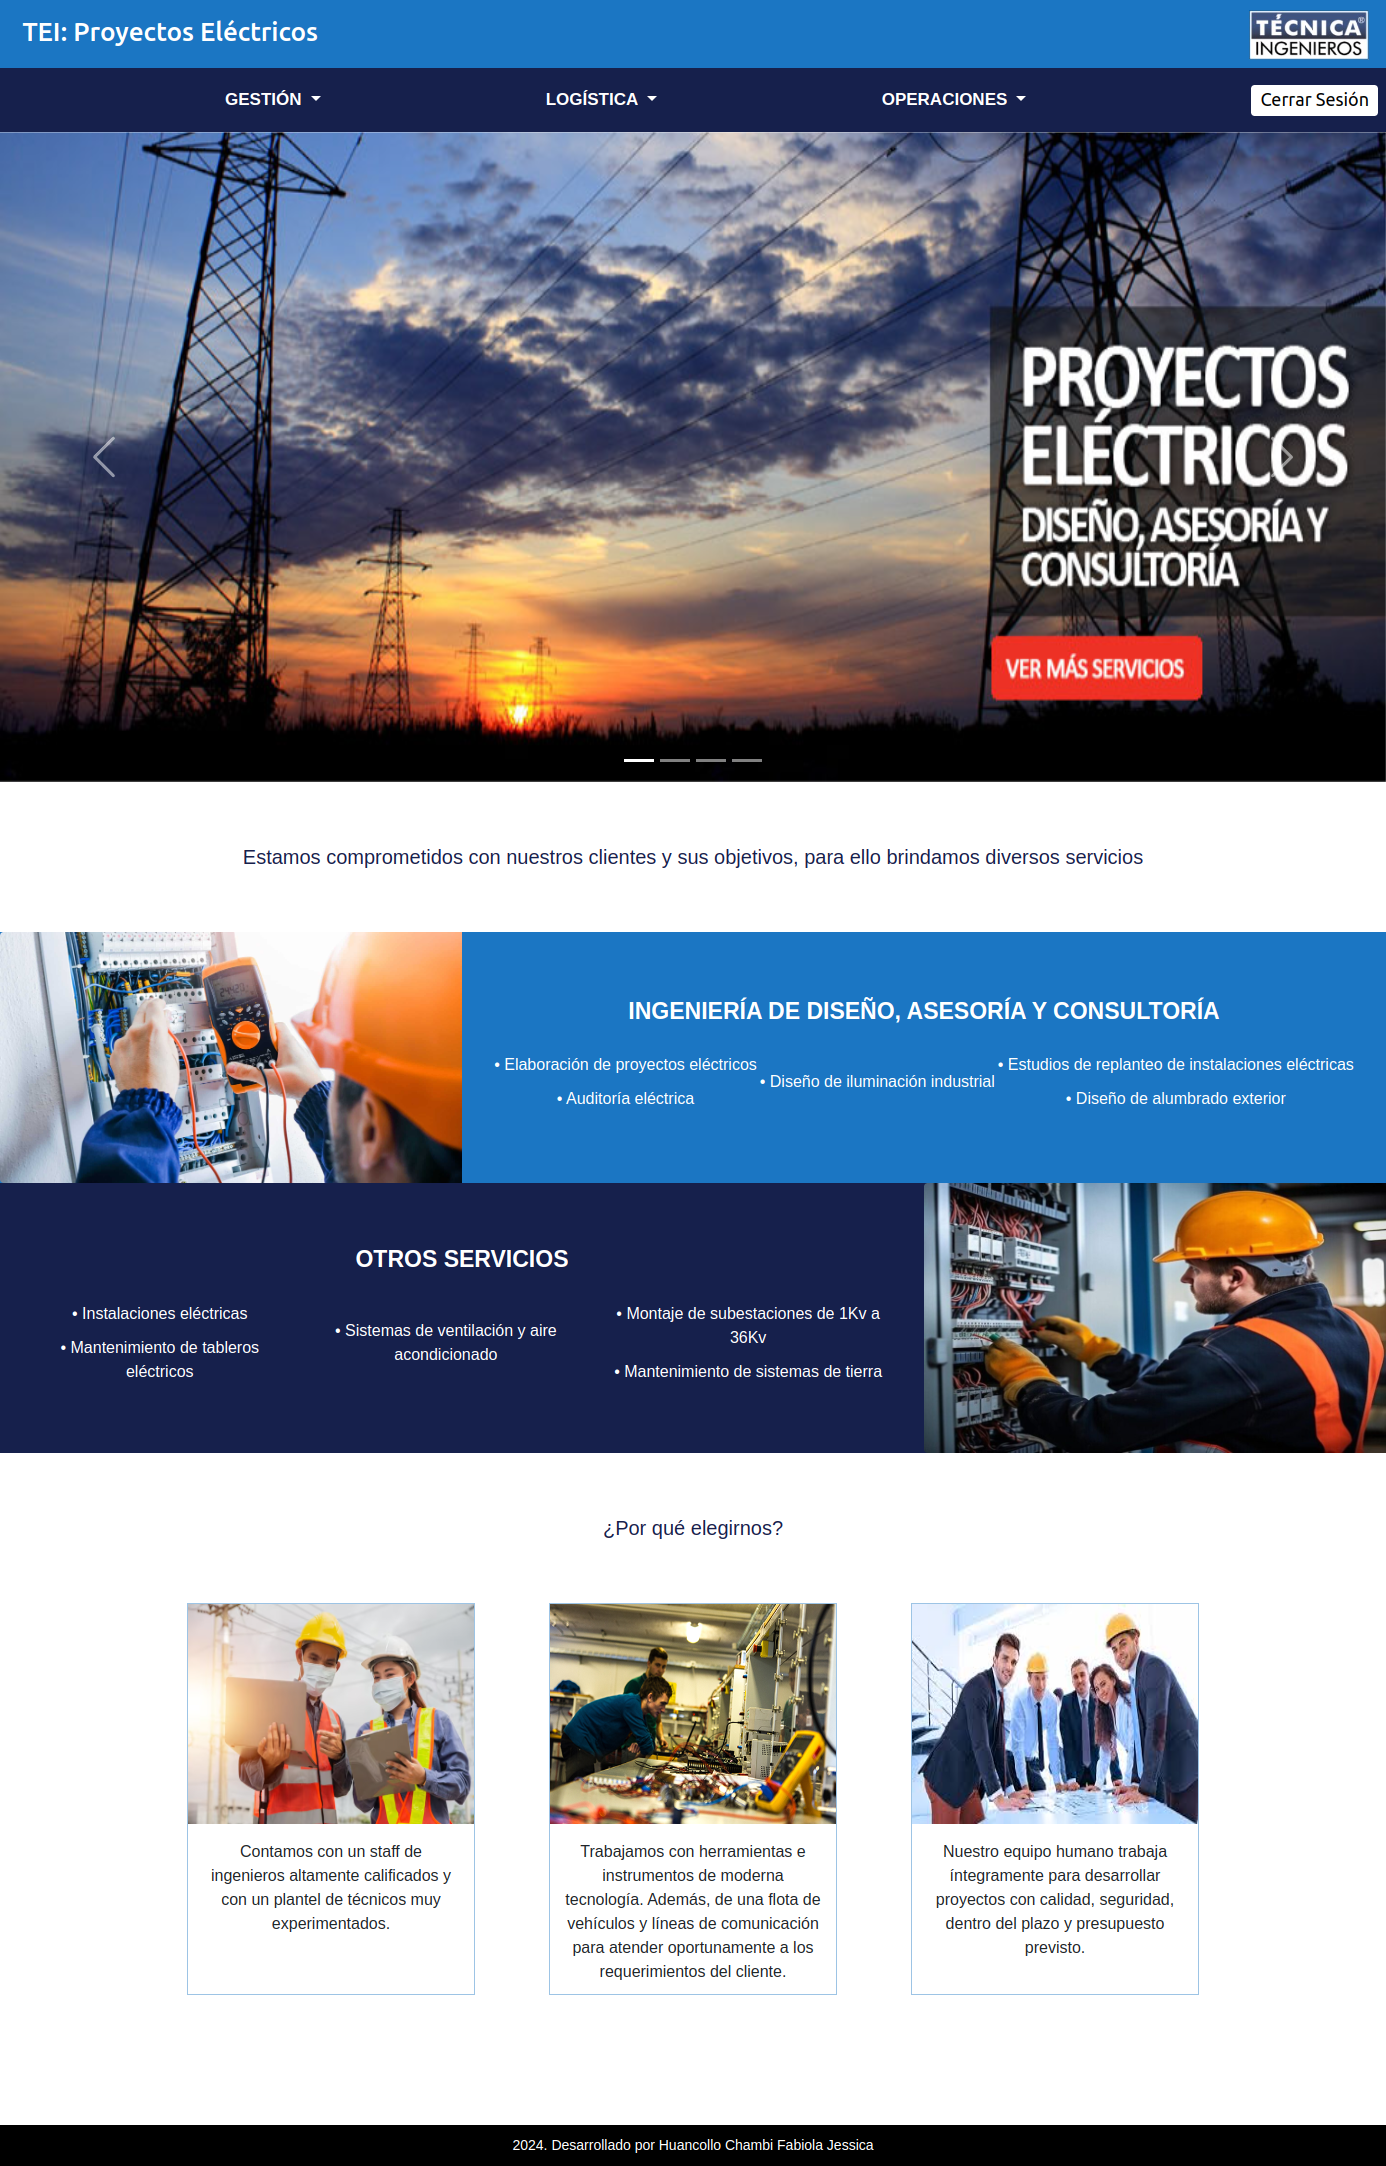 TEI: Proyectos Eléctricos
TÉCNICA®
INGENIEROS
GESTIÓN
LOGÍSTICA
OPERACIONES
Cerrar Sesión
PROYECTOS
ELÉCTRICOS
DISEÑO, ASESORÍA Y
CONSULTORÍA
VER MÁS SERVICIOS
Estamos comprometidos con nuestros clientes y sus objetivos, para ello brindamos diversos servicios
INGENIERÍA DE DISEÑO, ASESORÍA Y CONSULTORÍA
• Elaboración de proyectos eléctricos
• Auditoría eléctrica
• Diseño de iluminación industrial
• Estudios de replanteo de instalaciones eléctricas
• Diseño de alumbrado exterior
OTROS SERVICIOS
• Instalaciones eléctricas
• Mantenimiento de tableros
eléctricos
• Sistemas de ventilación y aire
acondicionado
• Montaje de subestaciones de 1Kv a
36Kv
• Mantenimiento de sistemas de tierra
¿Por qué elegirnos?
Contamos con un staff de
ingenieros altamente calificados y
con un plantel de técnicos muy
experimentados.
Trabajamos con herramientas e
instrumentos de moderna
tecnología. Además, de una flota de
vehículos y líneas de comunicación
para atender oportunamente a los
requerimientos del cliente.
Nuestro equipo humano trabaja
íntegramente para desarrollar
proyectos con calidad, seguridad,
dentro del plazo y presupuesto
previsto.
2024. Desarrollado por Huancollo Chambi Fabiola Jessica